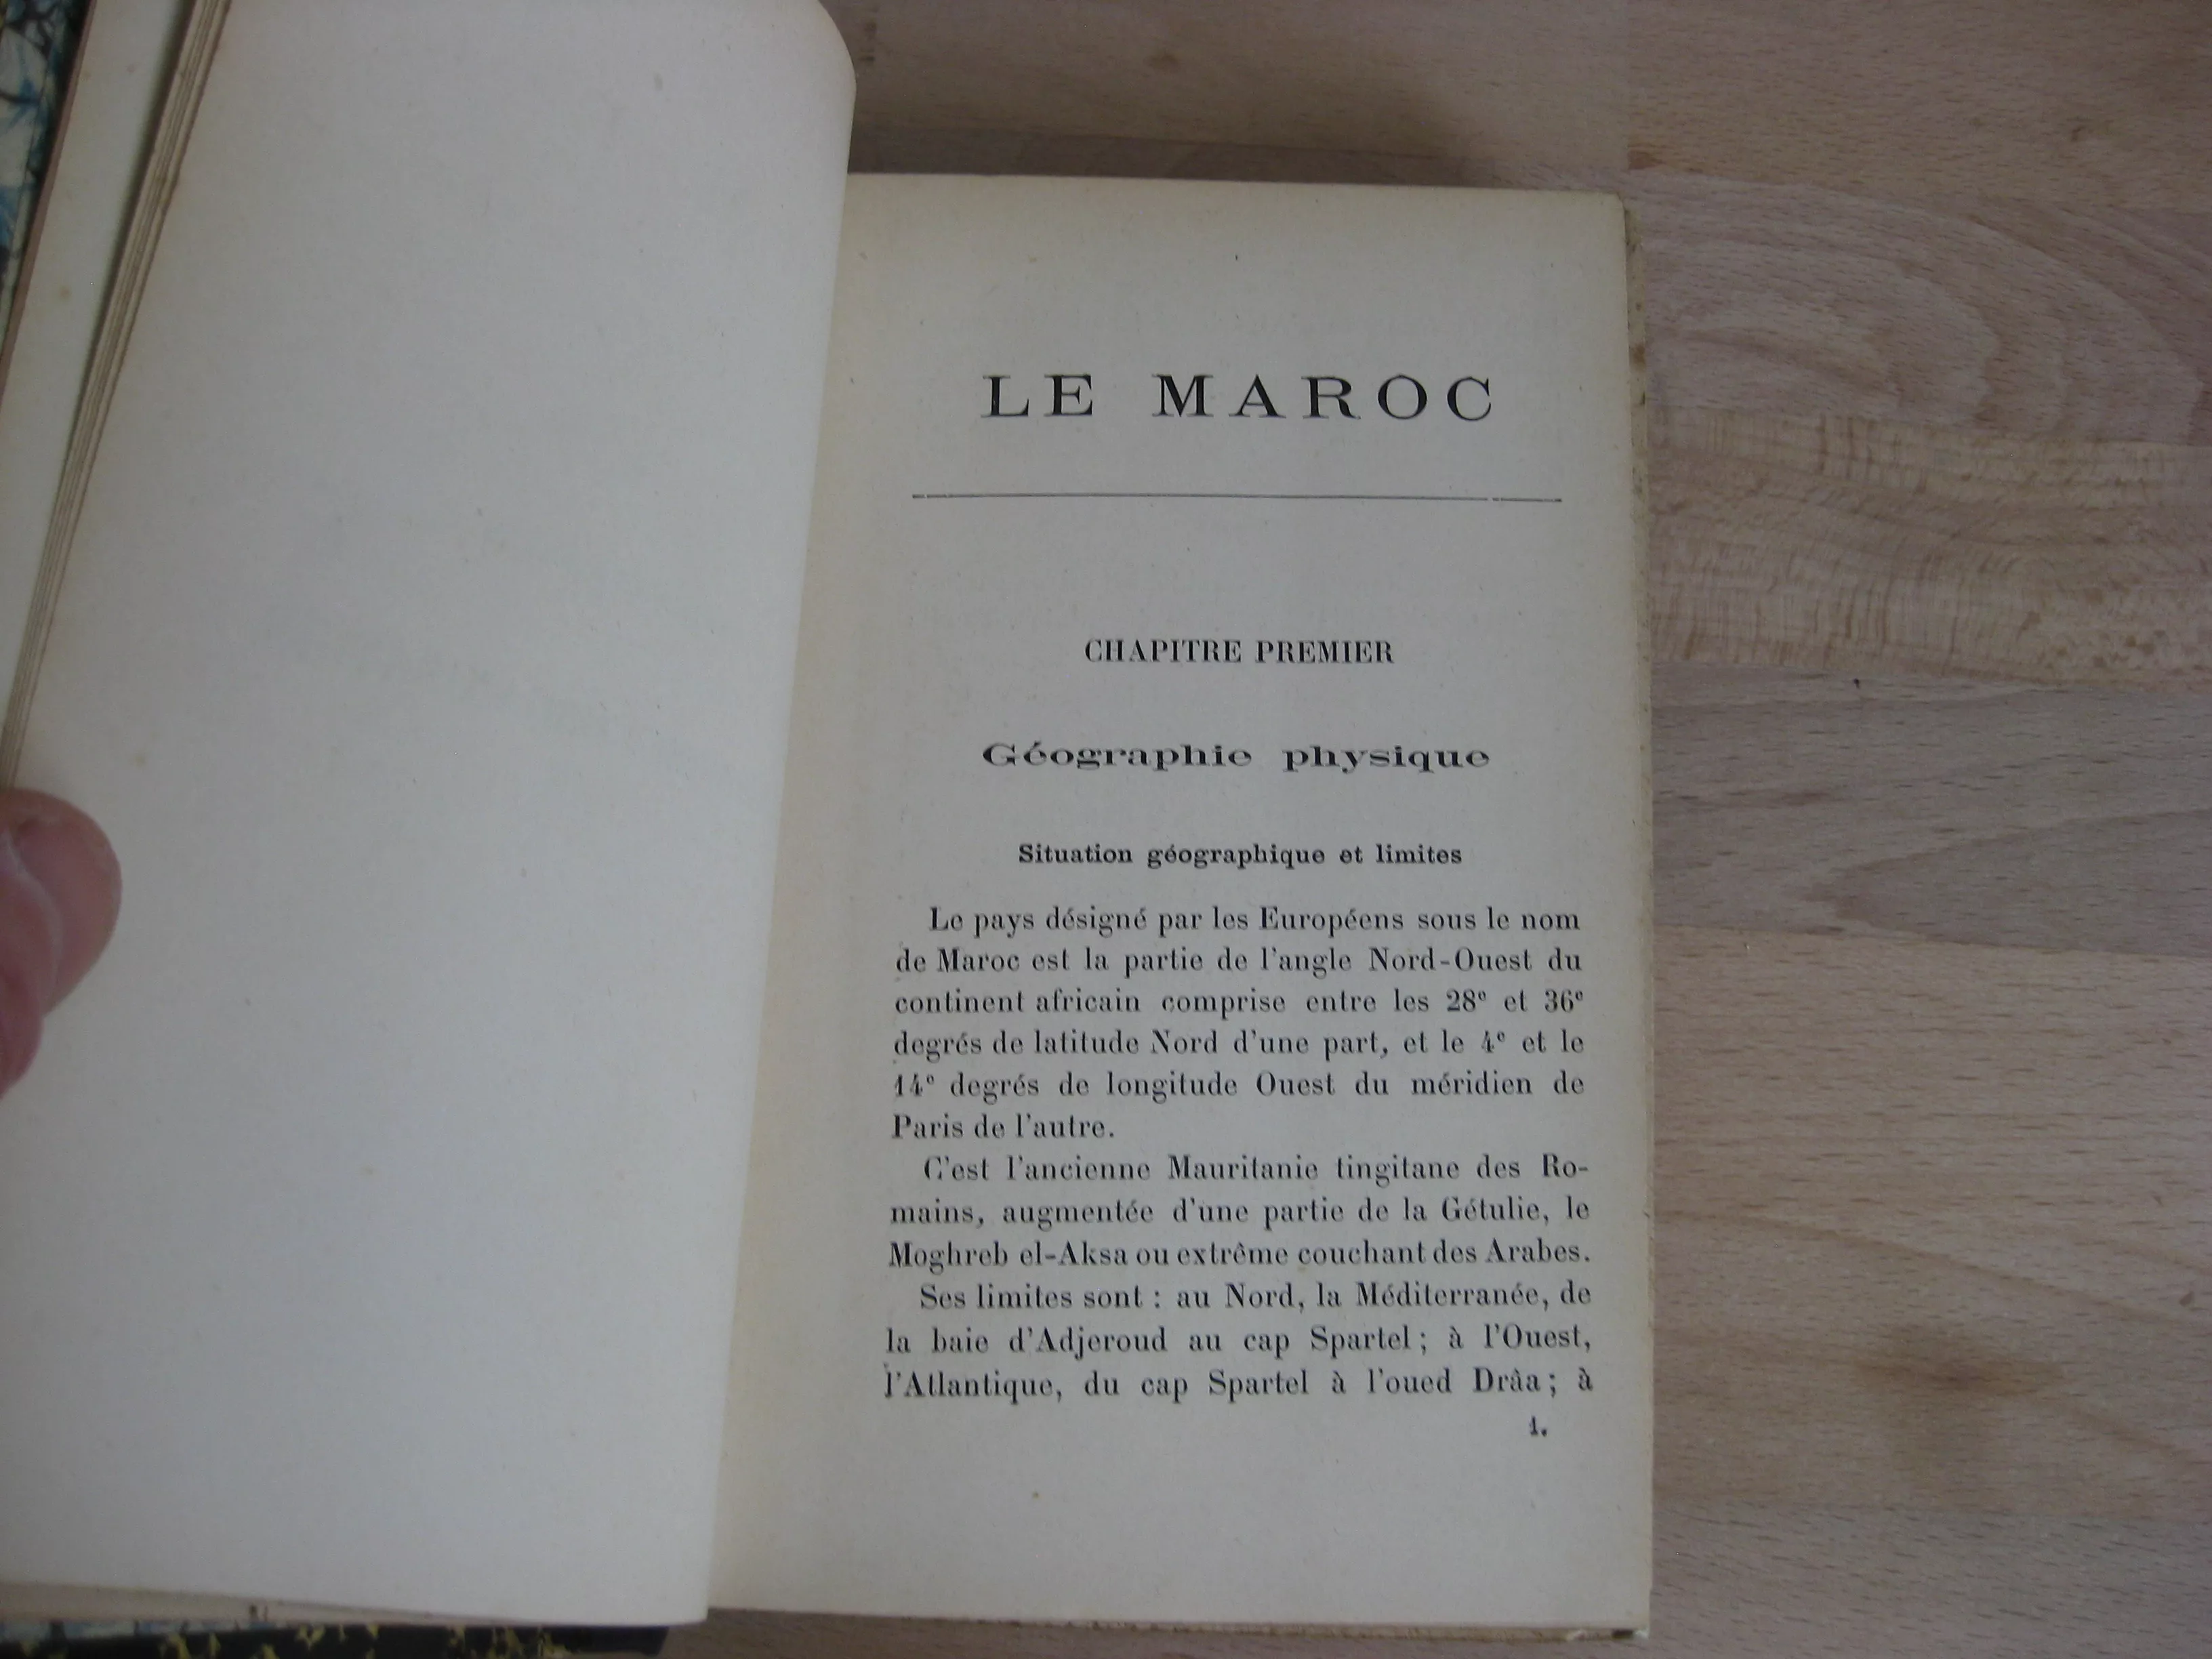 LE MAROC
CHAPITRE PREMIER
Géographie physique
Situation géographique et limites
Le pays désigné par les Européens sous le nom
de Maroc est la partie de l'angle Nord-Ouest du
continent africain comprise entre les 28e et 36e
degrés de latitude Nord d'une part, et le 4e et le
14e degrés de longitude Ouest du méridien de
Paris de l'autre.
C'est l'ancienne Mauritanie tingitane des Ro-
mains, augmentée d'une partie de la Gétulie, le
Moghreb el-Aksa ou extrême couchant des Arabes.
Ses limites sont : au Nord, la Méditerranée, de
la baie d'Adjeroud au cap Spartel ; à l'Ouest,
l'Atlantique, du cap Spartel à l'oued Drâa ; à
1.